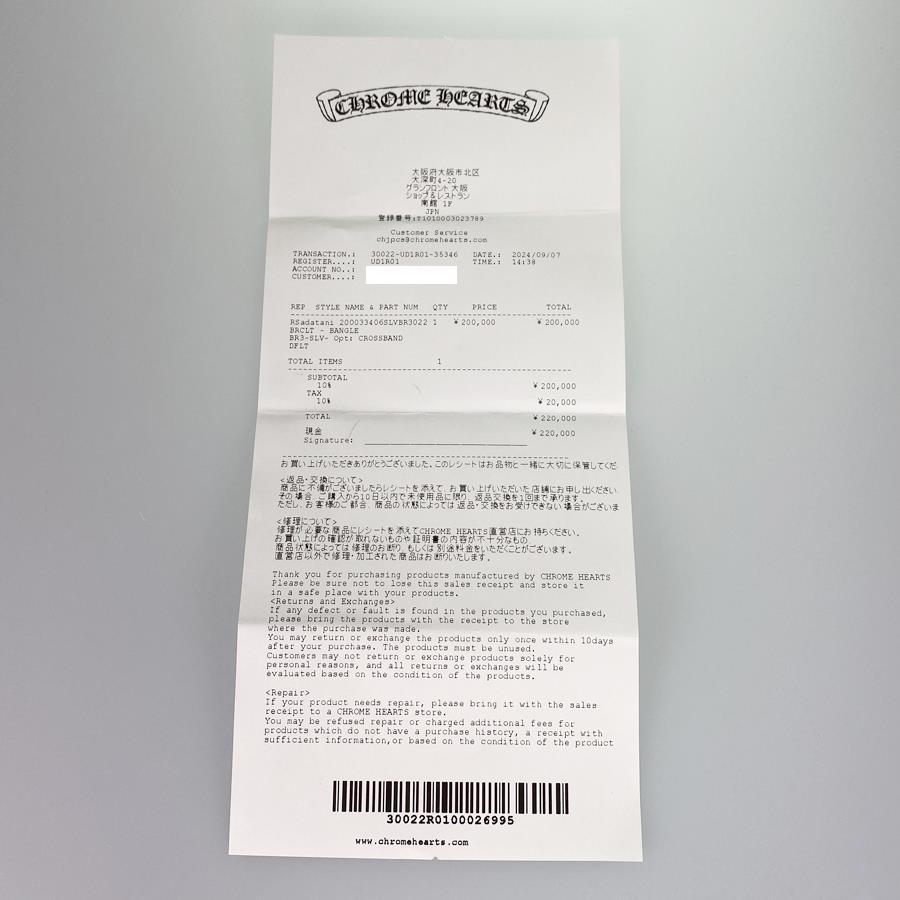 CHROME HEARTS
大阪府大阪市北区
大深町4-20
グランフロント大阪
ショップ&レストラン
南館 1F
JPN
登録番号:T1010003023789
Customer Service
chjpcs@chromehearts.com
TRANSACTION.: 30022-UD1R01-35346 DATE.: 2024/09/07
REGISTER....: UD1R01 TIME.: 14:38
ACCOUNT NO..:
CUSTOMER....:
REP STYLE NAME & PART NUM QTY PRICE TOTAL
RSadatani 200033406SLVBR3022 1 ¥200,000 ¥200,000
BRCLT - BANGLE
BR3-SLV- Opt: CROSSBAND
DFLT
TOTAL ITEMS 1
SUBTOTAL
10% ¥200,000
TAX
10% ¥20,000
TOTAL ¥220,000
現金 ¥220,000
Signature:
お買い上げいただきありがとうございました。このレシートはお品物と一緒に大切に保管してくだ
<返品・交換について>
商品に不備がございましたらレシートを添えて、お買い上げいただいた店舗にお申し出ください
その場合、ご購入から10日以内で未使用品に限り、返品交換を1回まで承ります。
ただし、お客様のご都合、商品の状態によっては返品・交換をお受けできない場合がございま
<修理について>
修理が必要な商品にレシートを添えてCHROME HEARTS直営店にお持ちください。
お買い上げの確認が取れないものや証明書の内容が不十分なもの
商品状態によっては修理のお断り、もしくは別途料金をいただくことがございます。
直営店以外で修理・加工された商品はお断りいたします。
Thank you for purchasing products manufactured by CHROME HEARTS
Please be sure not to lose this sales receipt and store it
in a safe place with your products.
<Returns and Exchanges>
If any defect or fault is found in the products you purchased,
please bring the products with the receipt to the store
where the purchase was made.
You may return or exchange the products only once within 10days
after your purchase. The products must be unused.
Customers may not return or exchange products solely for
personal reasons, and all returns or exchanges will be
evaluated based on the condition of the products.
<Repair>
If your product needs repair, please bring it with the sales
receipt to a CHROME HEARTS store.
You may be refused repair or charged additional fees for
products which do not have a purchase history, a receipt with
sufficient information,or based on the condition of the product
30022R0100026995
www.chromehearts.com